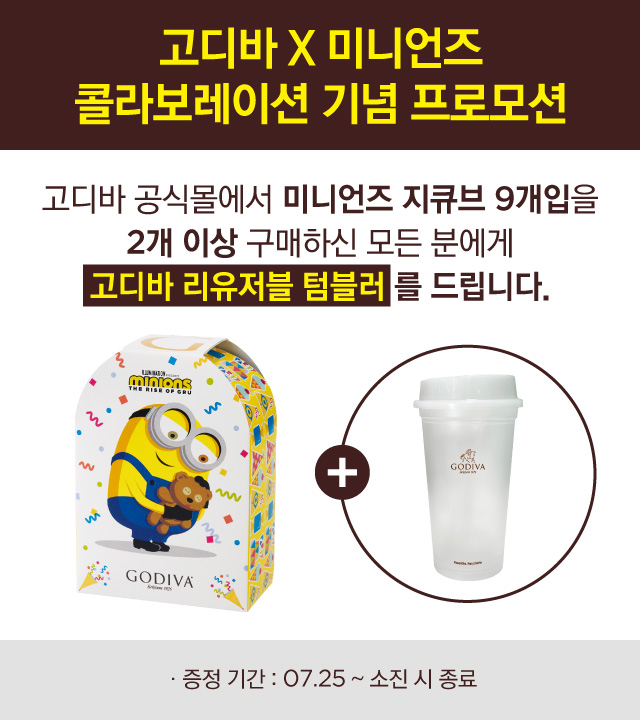 고디바 X 미니언즈
콜라보레이션 기념 프로모션
고디바 공식몰에서 미니언즈 지큐브 9개입을
2개 이상 구매하신 모든 분에게
고디바 리유저블 텀블러를 드립니다.
ILLUMINATION PRESENTS
minions
THE RISE OF GRU
GODIVA
Belgium 1926
+
GODIVA
· 증정 기간 : 07.25 ~ 소진 시 종료